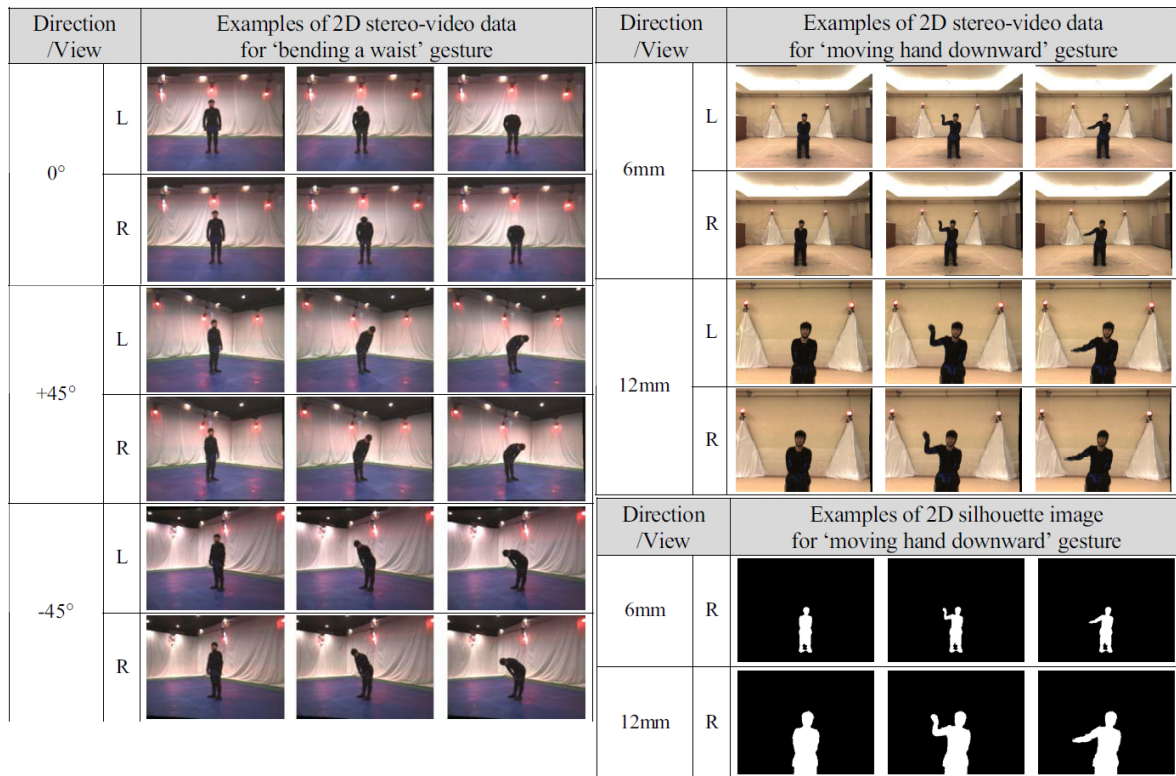 Direction
/View
Examples of 2D stereo-video data
for ‘bending a waist’ gesture
0°
L
R
+45°
L
R
-45°
L
R
Direction
/View
Examples of 2D stereo-video data
for ‘moving hand downward’ gesture
6mm
L
R
12mm
L
R
Direction
/View
Examples of 2D silhouette image
for ‘moving hand downward’ gesture
6mm
R
12mm
R